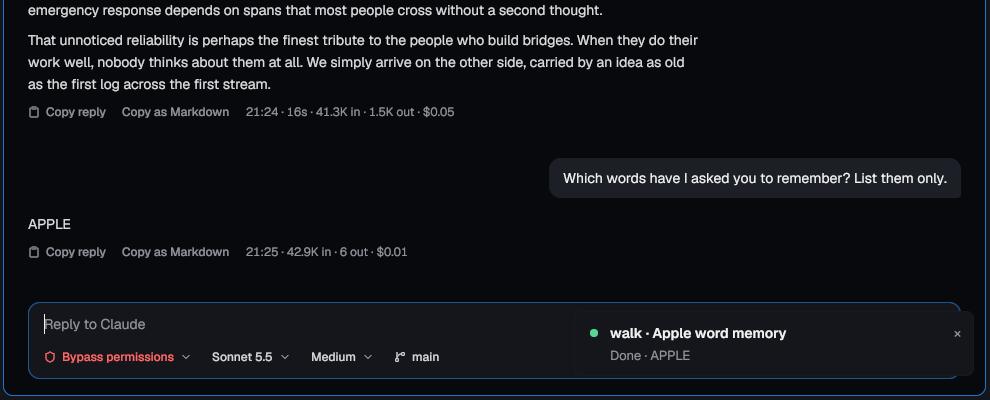 emergency response depends on spans that most people cross without a second thought.
That unnoticed reliability is perhaps the finest tribute to the people who build bridges. When they do their
work well, nobody thinks about them at all. We simply arrive on the other side, carried by an idea as old
as the first log across the first stream.
Copy reply Copy as Markdown 21:24 · 16s · 41.3K in · 1.5K out · $0.05
Which words have I asked you to remember? List them only.
APPLE
Copy reply Copy as Markdown 21:25 · 42.9K in · 6 out · $0.01
Reply to Claude
walk · Apple word memory ×
Done · APPLE
Bypass permissions Sonnet 5.5 Medium main